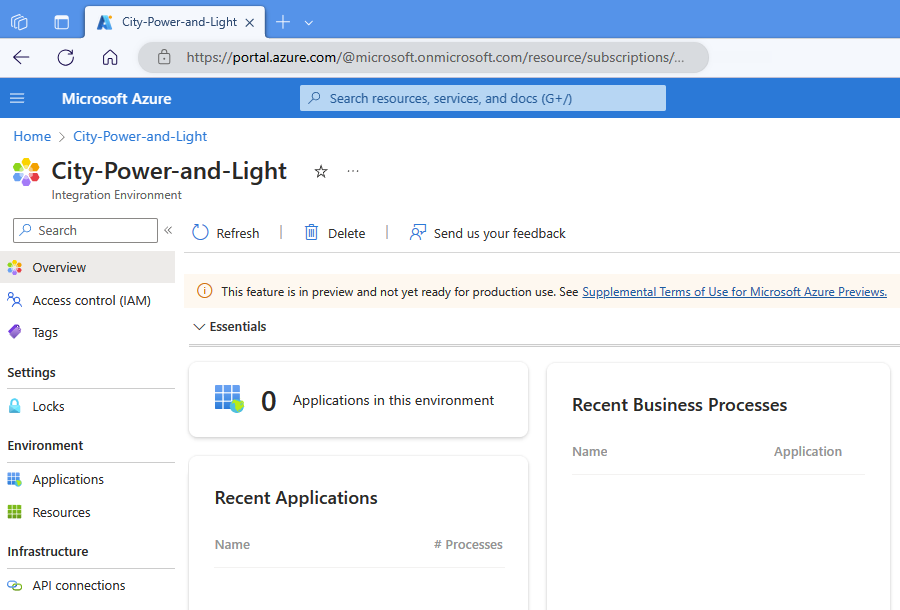 City-Power-and-Light
https://portal.azure.com/@microsoft.onmicrosoft.com/resource/subscriptions/...
Microsoft Azure
Search resources, services, and docs (G+/)
Home > City-Power-and-Light
City-Power-and-Light
...
Integration Environment
Search
Overview
Access control (IAM)
Tags
Settings
Locks
Environment
Applications
Resources
Infrastructure
API connections
Refresh | Delete | Send us your feedback
This feature is in preview and not yet ready for production use. See Supplemental Terms of Use for Microsoft Azure Previews.
Essentials
0 Applications in this environment
Recent Applications
Name # Processes
Recent Business Processes
Name Application